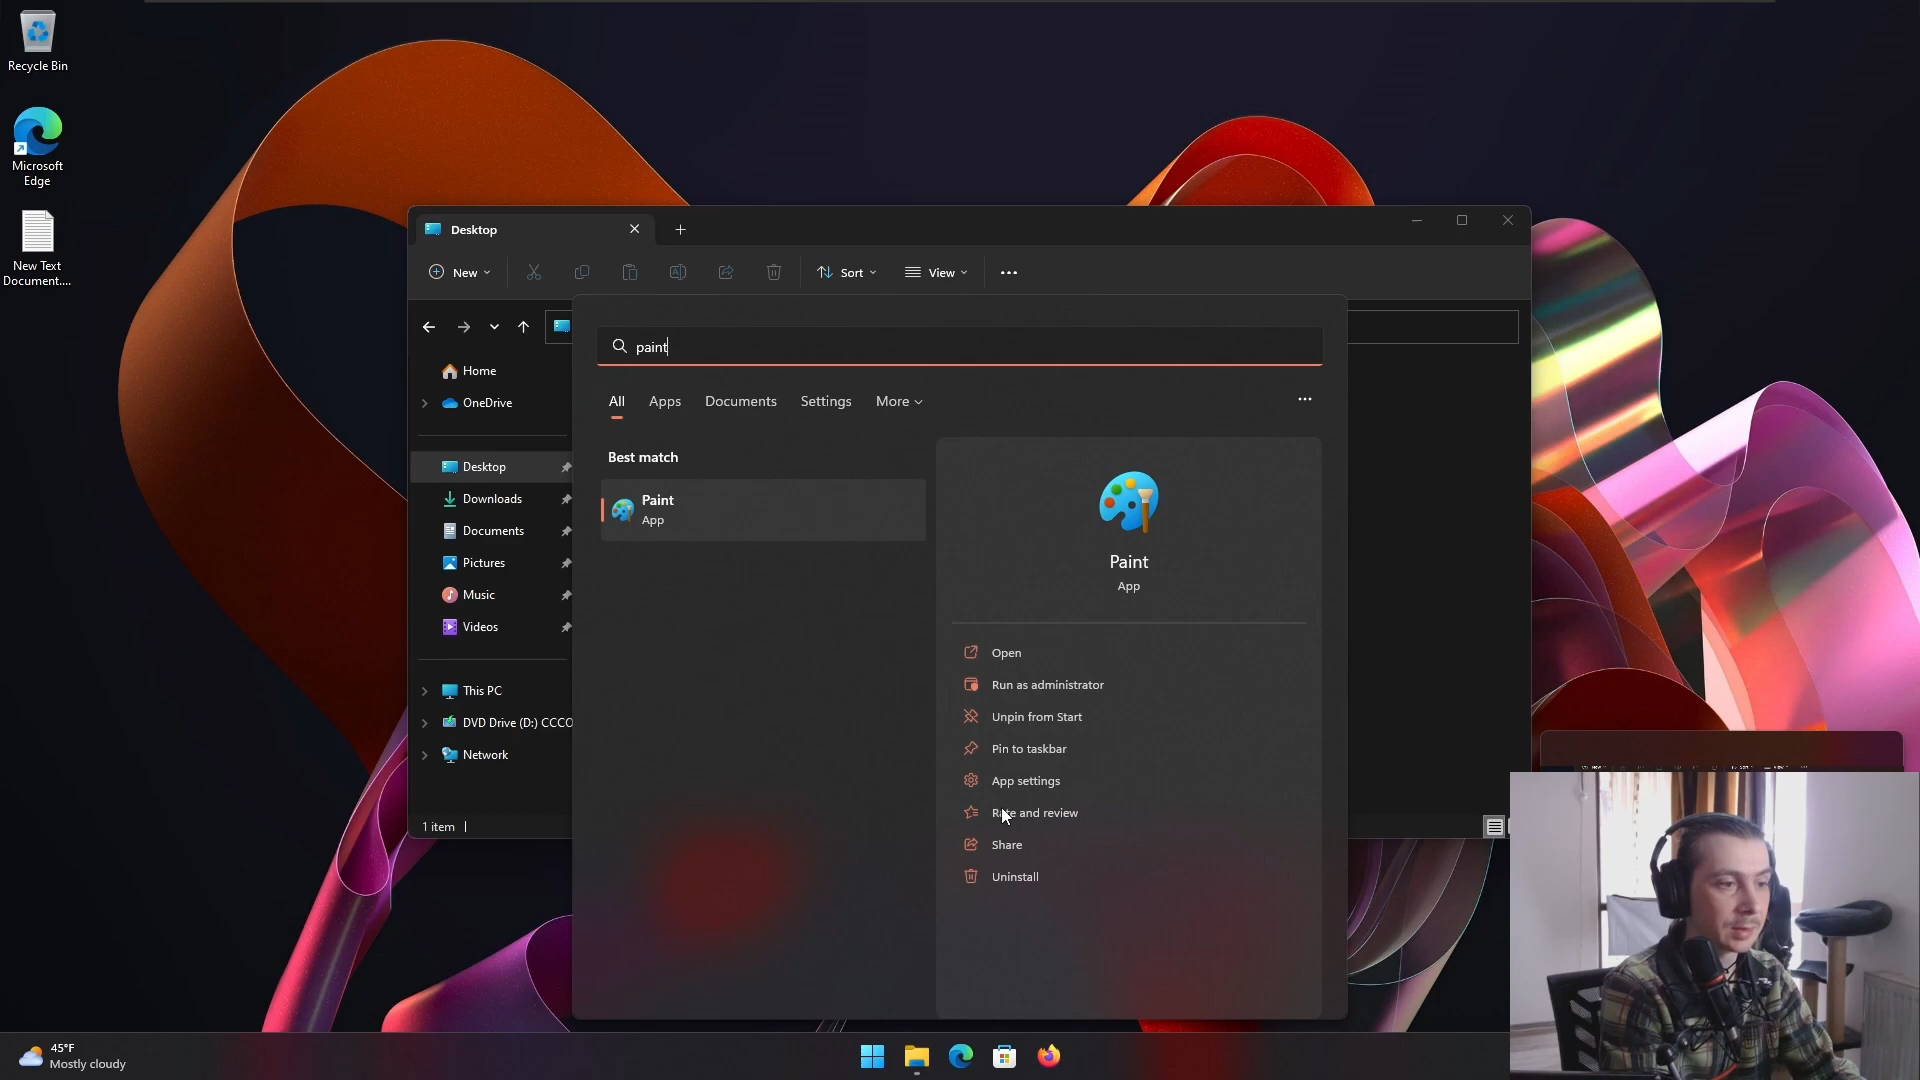 Recycle Bin
Microsoft
Edge
New Text
Document....
Desktop
New
Sort
View
Home
OneDrive
Desktop
Downloads
Documents
Pictures
Music
Videos
This PC
DVD Drive (D:) CCCO
Network
1 item
paint
All
Apps
Documents
Settings
More
Best match
Paint
App
Paint
App
Open
Run as administrator
Unpin from Start
Pin to taskbar
App settings
Rate and review
Share
Uninstall
45°F
Mostly cloudy